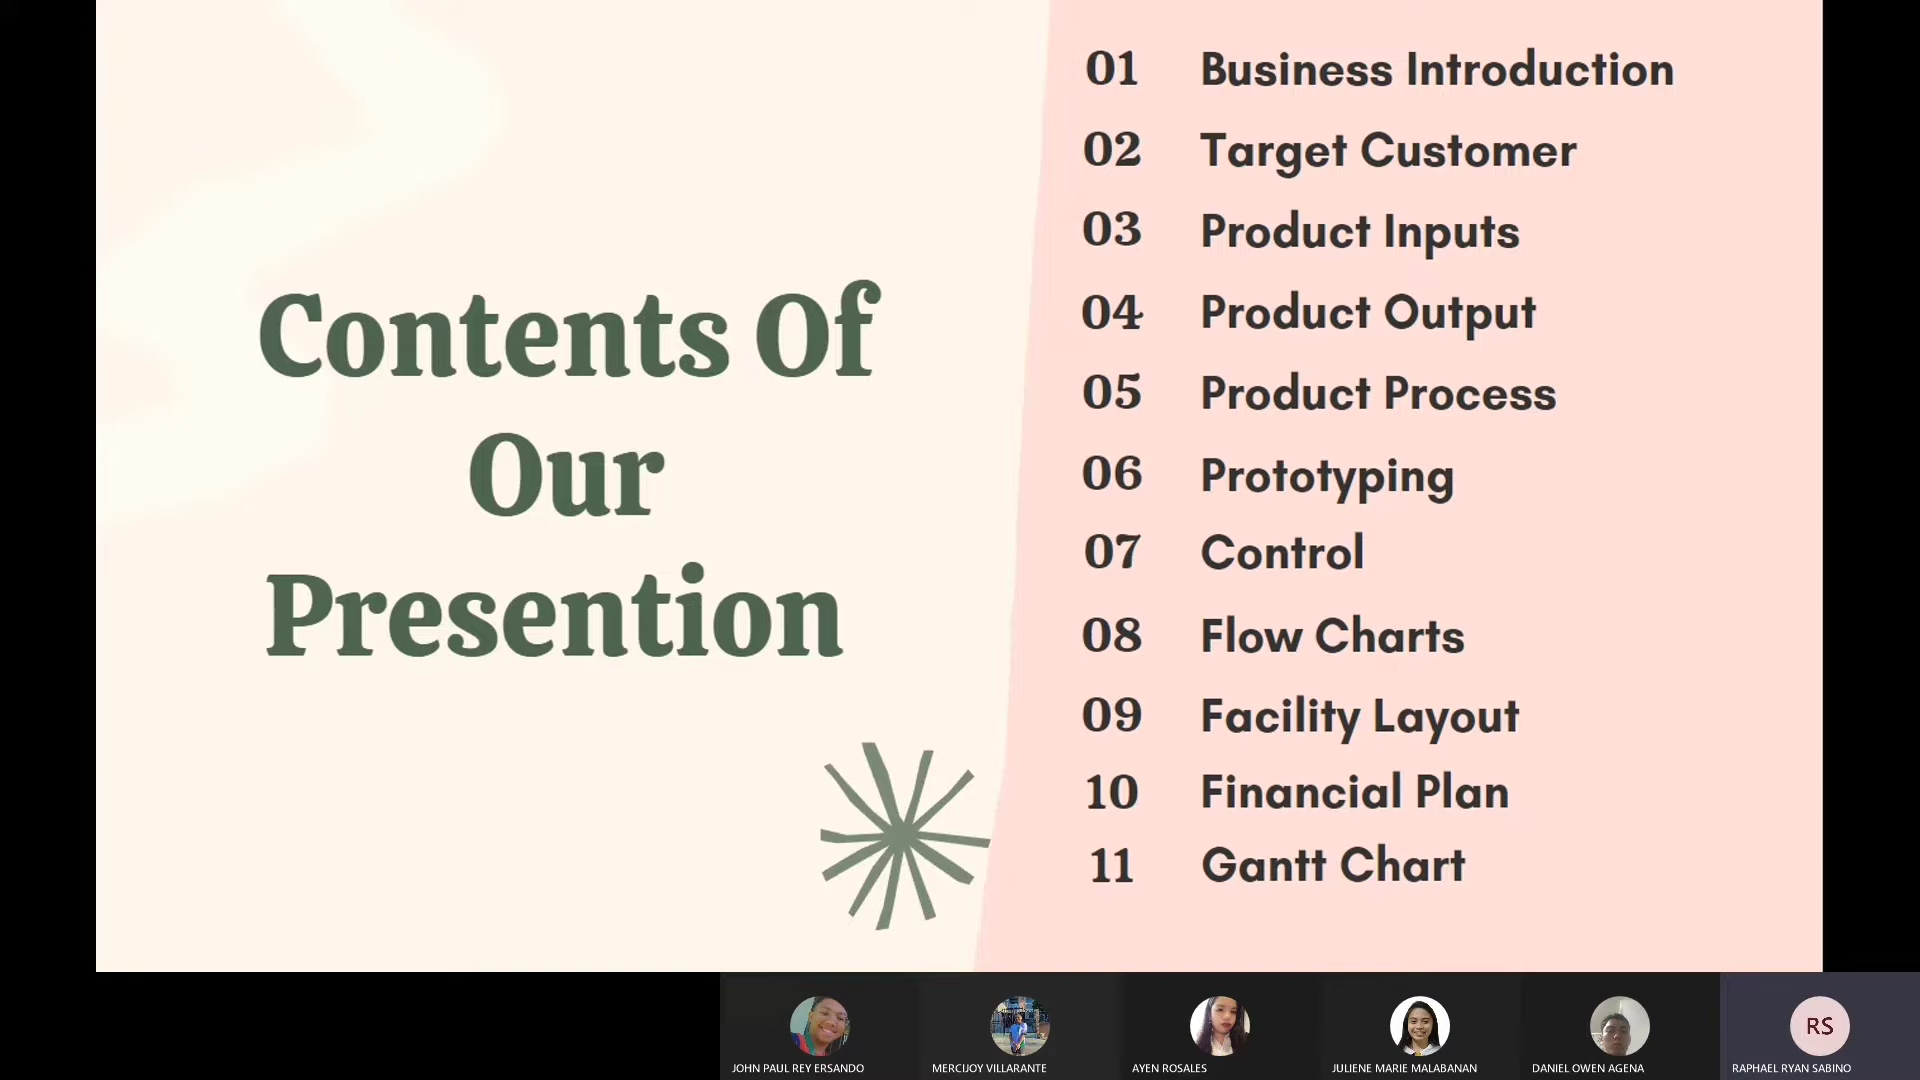 Contents Of
Our
Presention
01 Business Introduction
02 Target Customer
03 Product Inputs
04 Product Output
05 Product Process
06 Prototyping
07 Control
08 Flow Charts
09 Facility Layout
10 Financial Plan
11 Gantt Chart
RS
JOHN PAUL REY ERSANDO
MERCIJOY VILLARANTE
AYEN ROSALES
JULIENE MARIE MALABANAN
DANIEL OWEN AGENA
RAPHAEL RYAN SABINO